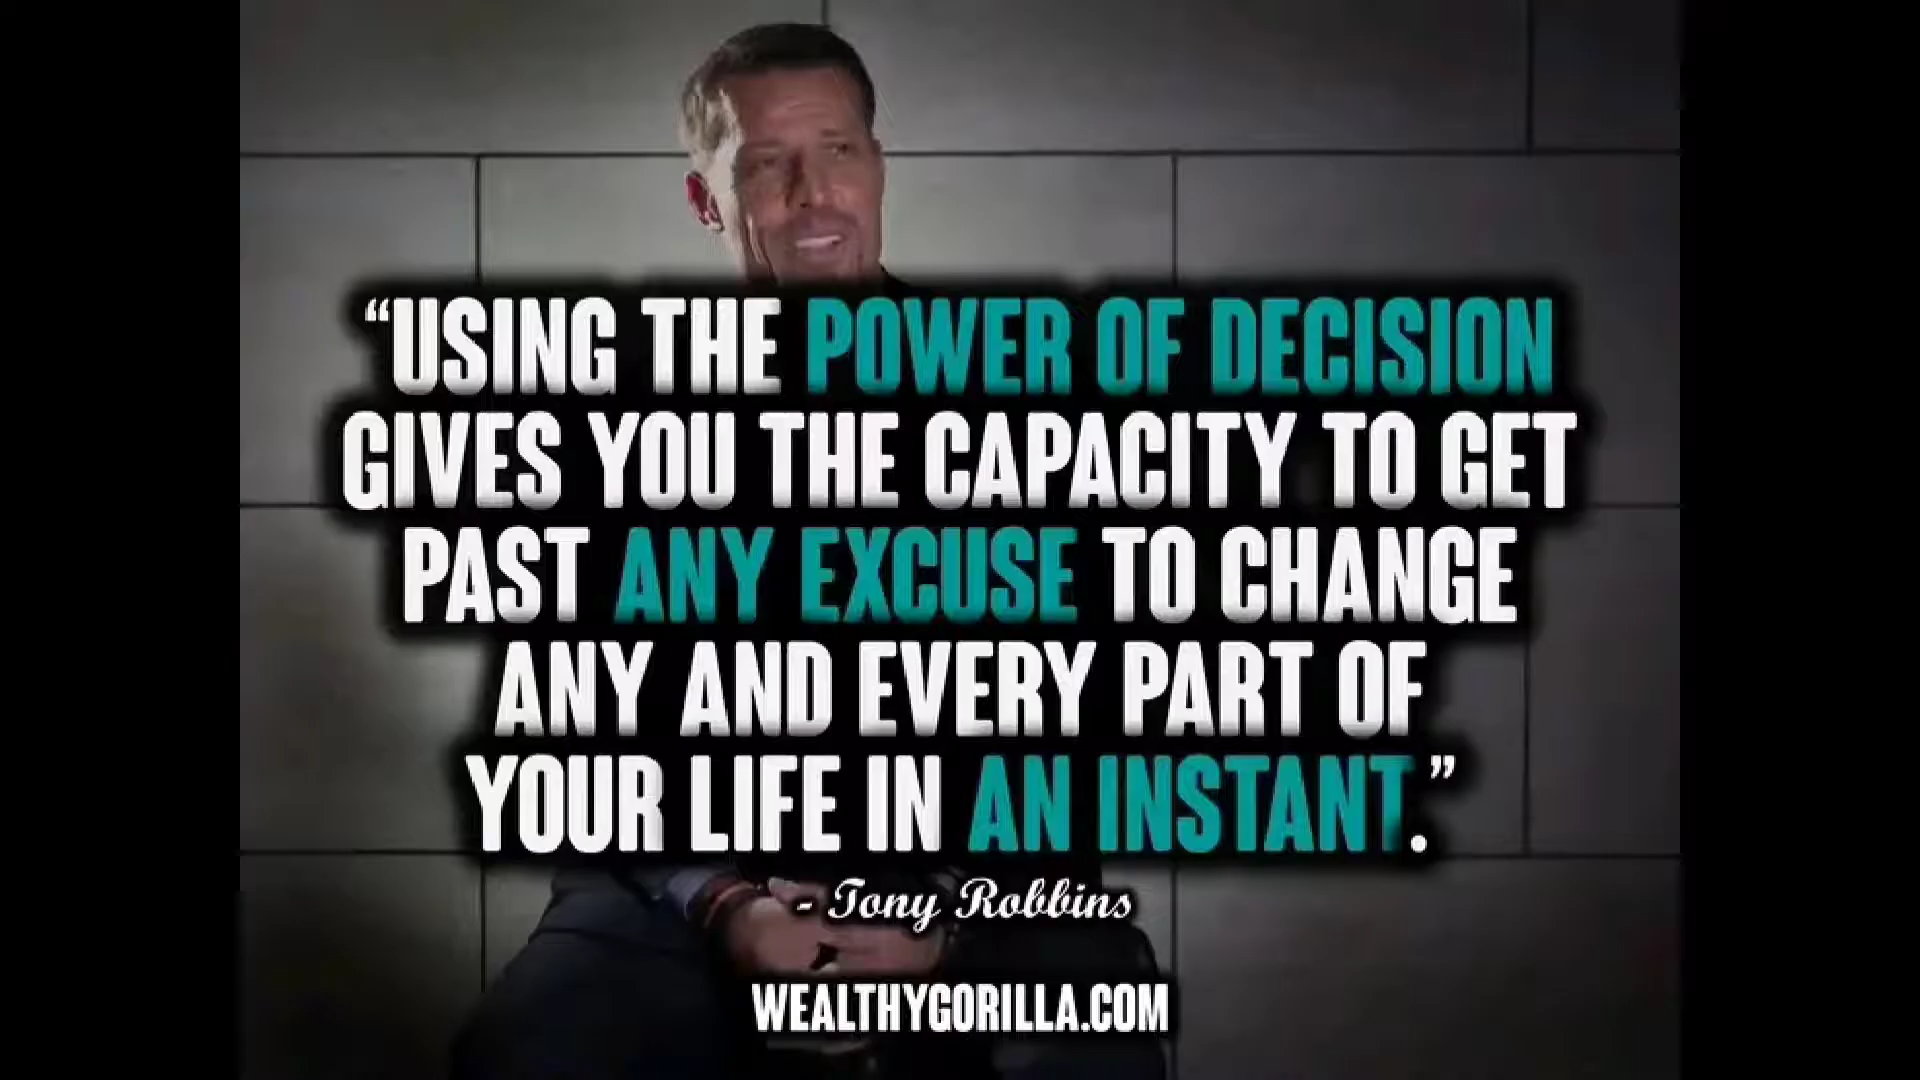 “USING THE POWER OF DECISION
GIVES YOU THE CAPACITY TO GET
PAST ANY EXCUSE TO CHANGE
ANY AND EVERY PART OF
YOUR LIFE IN AN INSTANT.”
- Tony Robbins
WEALTHYGORILLA.COM